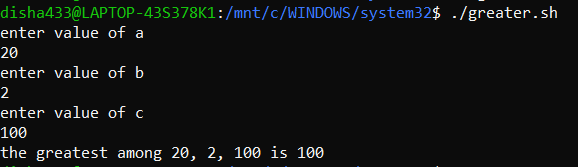 disha433@LAPTOP-43S378K1:/mnt/c/WINDOWS/system32$ ./greater.sh
enter value of a
20
enter value of b
2
enter value of c
100
the greatest among 20, 2, 100 is 100